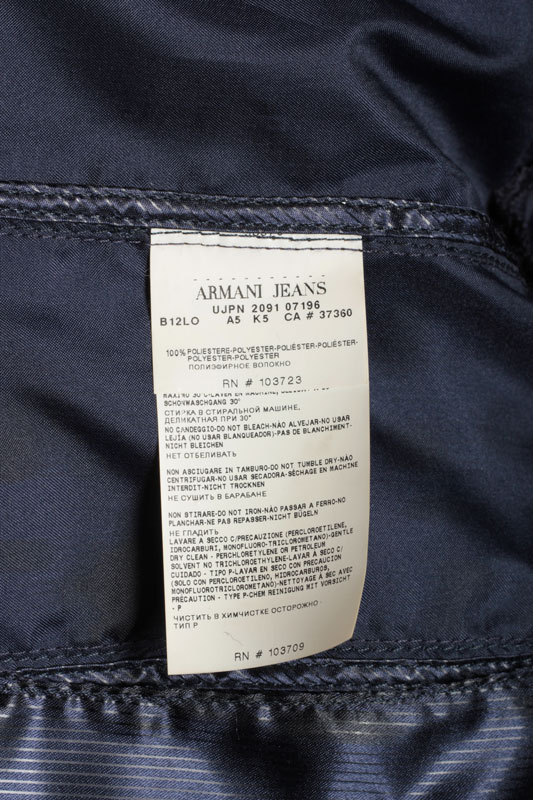 ARMANI JEANS
UJPN 2091 07196
B12LO A5 K5 CA # 37360
100% POLIESTERE-POLYESTER-POLIÉSTER-POLIÉSTER-
POLYESTER-POLYESTER
ПОЛИЭФИРНОЕ ВОЛОКНО
RN # 103723
SCHONWASCHGANG 30°
СТИРКА В СТИРАЛЬНОЙ МАШИНЕ,
ДЕЛИКАТНАЯ ПРИ 30°
NO CANDEGGIO-DO NOT BLEACH-NÃO ALVEJAR-NO USAR
LEJÍA (NO USAR BLANQUEADOR)-PAS DE BLANCHIMENT-
NICHT BLEICHEN
НЕТ ОТБЕЛИВАТЬ
NON ASCIUGARE IN TAMBURO-DO NOT TUMBLE DRY-NÃO
CENTRIFUGAR-NO USAR SECADORA-SÉCHAGE EN MACHINE
INTERDIT-NICHT TROCKNEN
НЕ СУШИТЬ В БАРАБАНЕ
NON STIRARE-DO NOT IRON-NÃO PASSAR A FERRO-NO
PLANCHAR-NE PAS REPASSER-NICHT BÜGELN
НЕ ГЛАДИТЬ
LAVARE A SECCO C/PRECAUZIONE (PERCLOROETILENE,
IDROCARBURI, MONOFLUORO-TRICLOROMETANO)-GENTLE
DRY CLEAN - PERCHLORETYLENE OR PETROLEUM
SOLVENT NO TRICHLOROETHYLENE-LAVAR A SECO C/
CUIDADO - TIPO P-LAVAR EN SECO CON PRECAUCION
(SOLO CON PERCLOROETILENO, HIDROCARBUROS,
MONOFLUOROTRICLOROMETANO)-NETTOYAGE À SEC AVEC
PRÉCAUTION - TYPE P-CHEM REINIGUNG MIT VORSICHT
- P
ЧИСТИТЬ В ХИМЧИСТКЕ ОСТОРОЖНО
ТИП P
RN # 103709